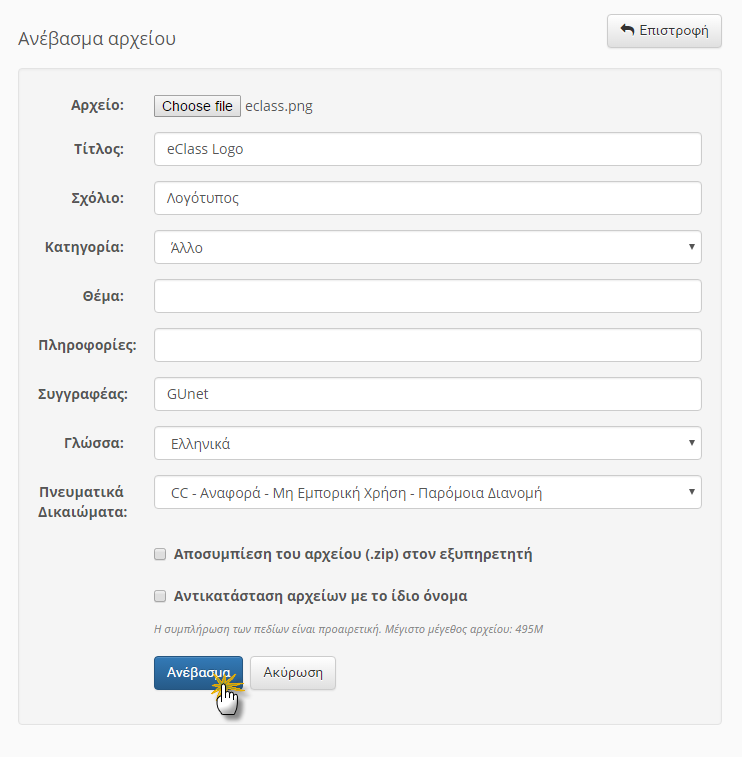 Ανέβασμα αρχείου
Επιστροφή
Αρχείο: Choose file eclass.png
Τίτλος: eClass Logo
Σχόλιο: Λογότυπος
Κατηγορία: Άλλο
Θέμα:
Πληροφορίες:
Συγγραφέας: GUnet
Γλώσσα: Ελληνικά
Πνευματικά
Δικαιώματα:
CC - Αναφορά - Μη Εμπορική Χρήση - Παρόμοια Διανομή
Αποσυμπίεση του αρχείου (.zip) στον εξυπηρετητή
Αντικατάσταση αρχείων με το ίδιο όνομα
Η συμπλήρωση των πεδίων είναι προαιρετική. Μέγιστο μέγεθος αρχείου: 495M
Ανέβασμα Ακύρωση